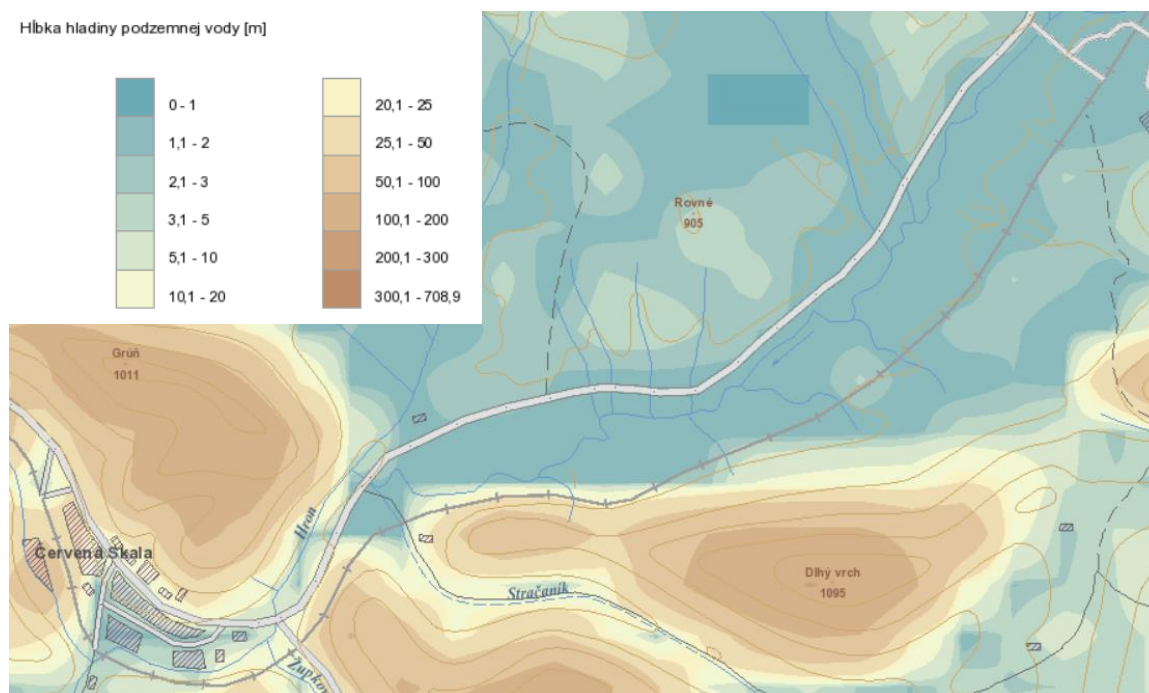 Hĺbka hladiny podzemnej vody [m]
0 - 1
1,1 - 2
2,1 - 3
3,1 - 5
5,1 - 10
10,1 - 20
20,1 - 25
25,1 - 50
50,1 - 100
100,1 - 200
200,1 -300
300,1 - 708,9
Rovné
905
Grúň
1011
Hron
Červená Skala
Stračaník
Dlhý vrch
1095